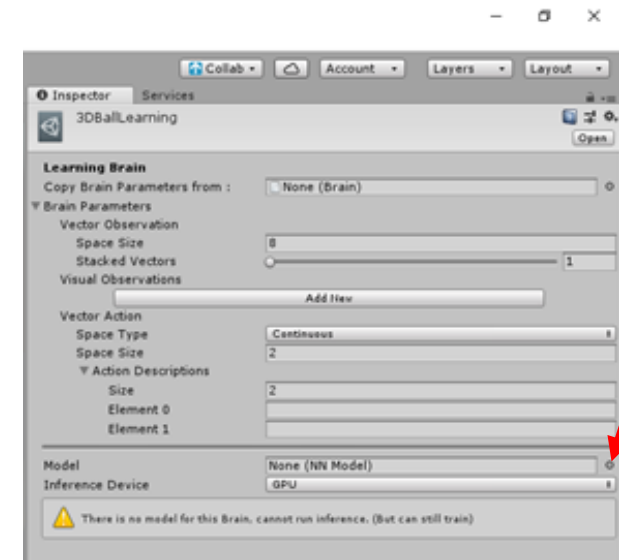 Collab Account Layers Layout
Inspector Services
3DBallLearning
Open
Learning Brain
Copy Brain Parameters from : None (Brain)
Brain Parameters
Vector Observation
Space Size 8
Stacked Vectors 1
Visual Observations
Add New
Vector Action
Space Type Continuous
Space Size 2
Action Descriptions
Size 2
Element 0
Element 1
Model None (NN Model)
Inference Device GPU
There is no model for this Brain, cannot run inference. (But can still train)